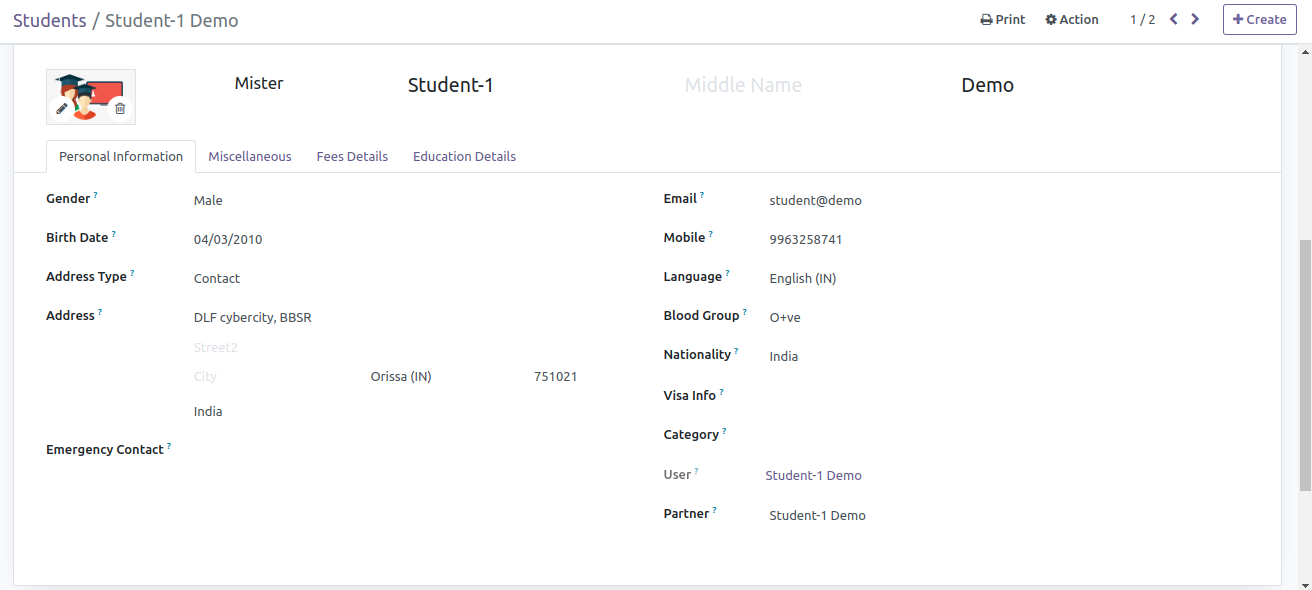 Students / Student-1 Demo Print Action 1 / 2 Create
Mister Student-1 Middle Name Demo
Personal Information Miscellaneous Fees Details Education Details
Gender ? Male Email ? student@demo
Birth Date ? 04/03/2010 Mobile ? 9963258741
Address Type ? Contact Language ? English (IN)
Address ? DLF cybercity, BBSR Blood Group ? O+ve
Street2 Nationality ? India
City Orissa (IN) 751021
Visa Info ?
India
Category ?
Emergency Contact ?
User ? Student-1 Demo
Partner ? Student-1 Demo